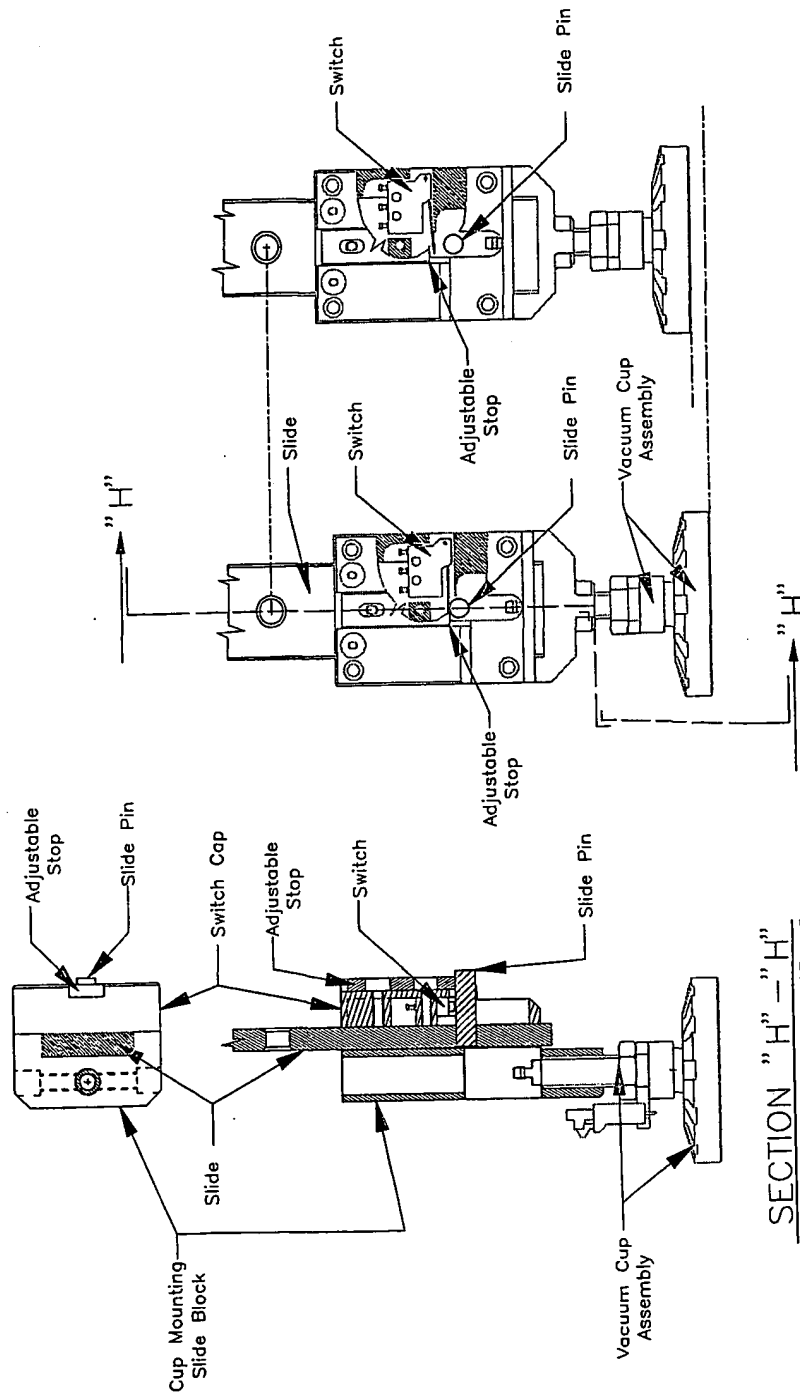 Adjustable
Stop
Slide Pin
Switch Cap
Adjustable
Stop
Switch
Slide Pin
Slide
Cup Mounting
Slide Block
Vacuum Cup
Assembly
SECTION "H" - "H"
"H"
Slide
Switch
Slide Pin
Adjustable
Stop
Vacuum Cup
Assembly
"H"
Switch
Slide Pin
Adjustable
Stop